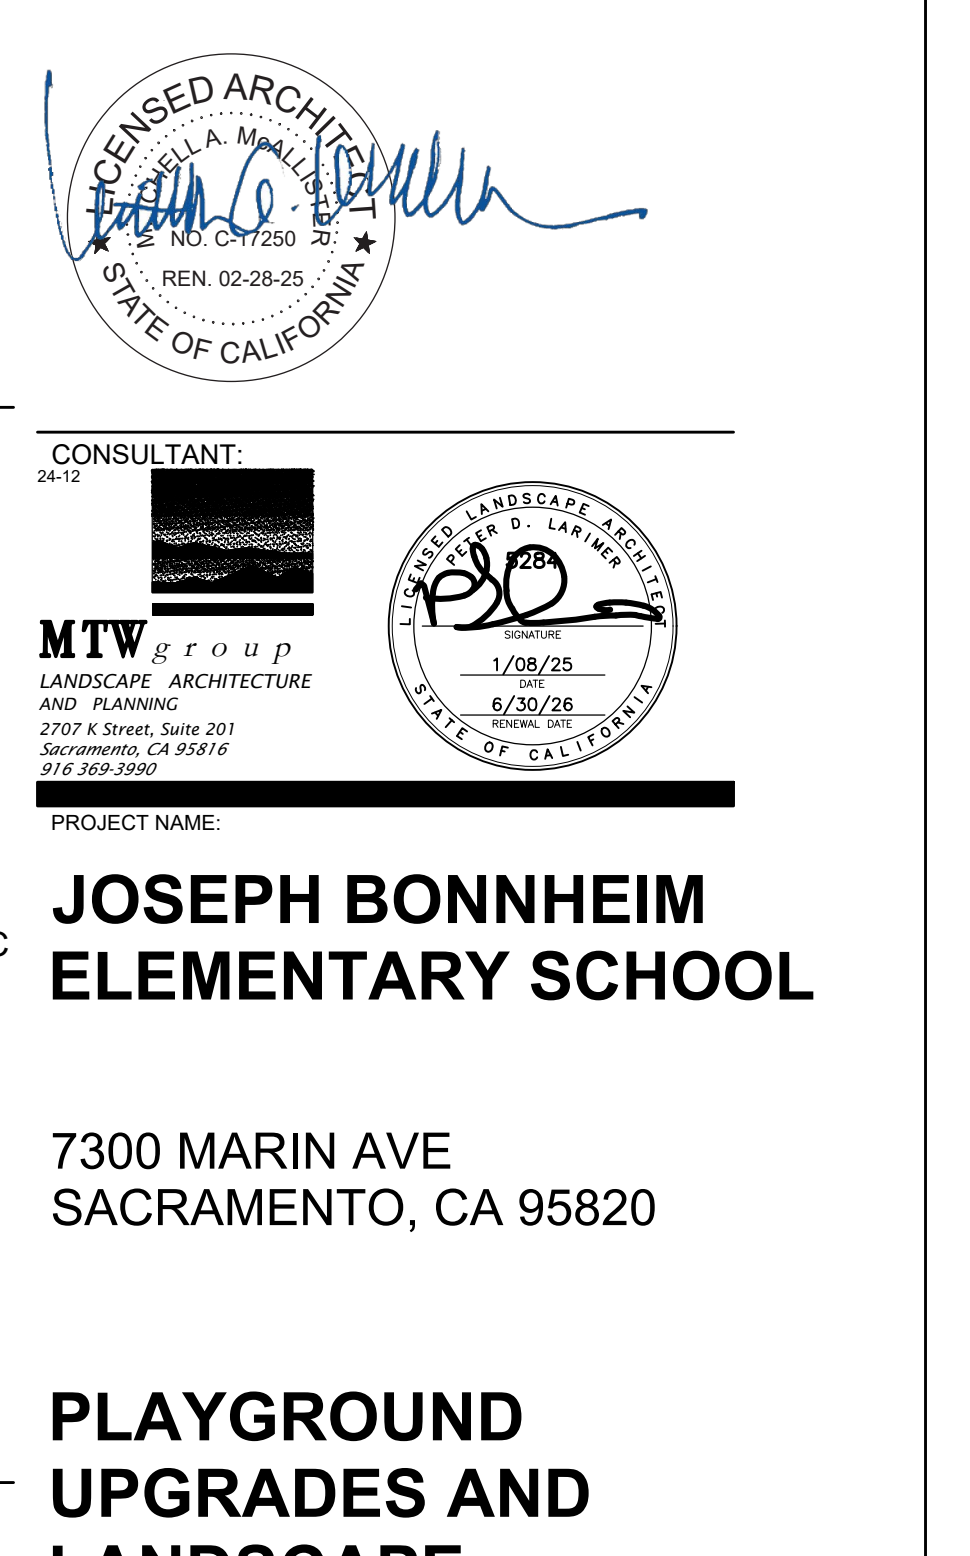 LICENSED ARCHITECT
MITCHELL A. McALLISTER
NO. C-17250
REN. 02-28-25
STATE OF CALIFORNIA
CONSULTANT:
24-12
MTW group
LANDSCAPE ARCHITECTURE
AND PLANNING
2707 K Street, Suite 201
Sacramento, CA 95816
916 369-3990
LICENSED LANDSCAPE ARCHITECT
PETER D. LARIMER
5284
SIGNATURE
1/08/25
DATE
6/30/26
RENEWAL DATE
STATE OF CALIFORNIA
PROJECT NAME:
JOSEPH BONNHEIM
ELEMENTARY SCHOOL
C
7300 MARIN AVE
SACRAMENTO, CA 95820
PLAYGROUND
UPGRADES AND
LANDSCAPE